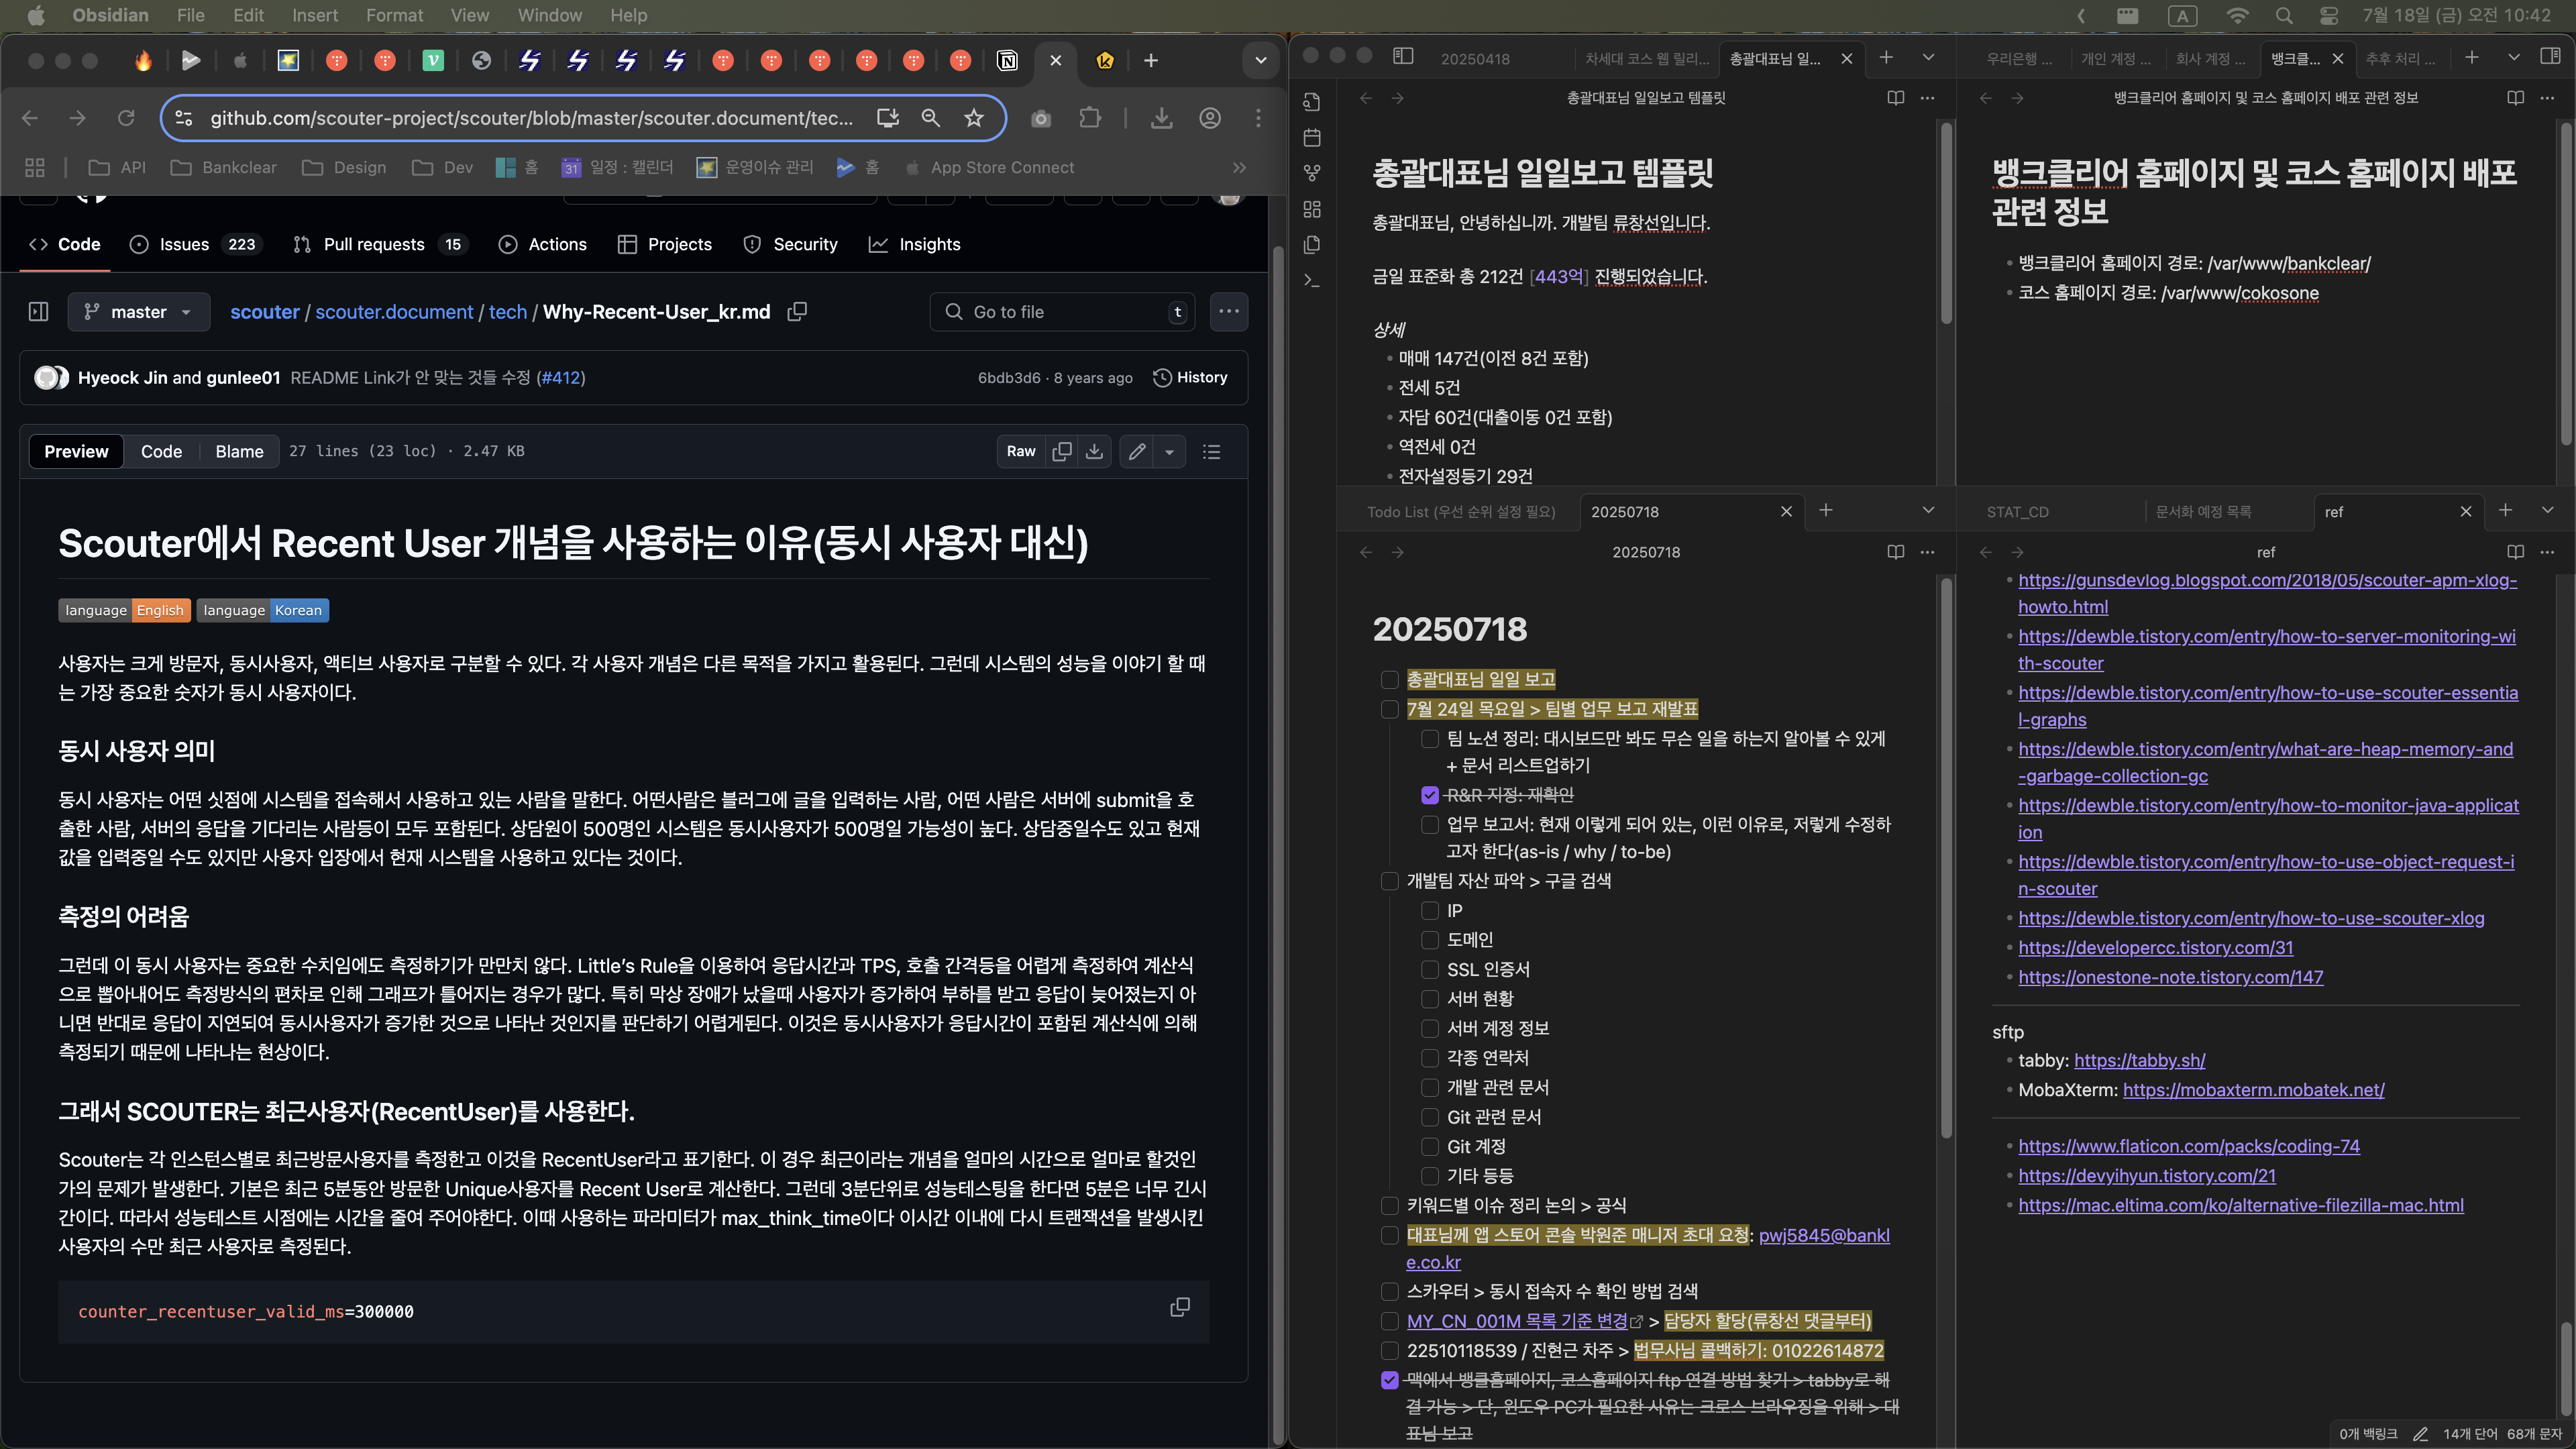 Obsidian File Edit Insert Format View Window Help
A 7월 18일 (금) 오전 10:42
github.com/scouter-project/scouter/blob/master/scouter.document/tec...
API Bankclear Design Dev 홈 일정 : 캘린더 운영이슈 관리 홈 App Store Connect
Code Issues 223 Pull requests 15 Actions Projects Security Insights
master scouter / scouter.document / tech / Why-Recent-User_kr.md Go to file t
Hyeock Jin and gunlee01 README Link가 안 맞는 것들 수정 (#412) 6bdb3d6 · 8 years ago History
Preview Code Blame 27 lines (23 loc) · 2.47 KB Raw
Scouter에서 Recent User 개념을 사용하는 이유(동시 사용자 대신)
language English language Korean
사용자는 크게 방문자, 동시사용자, 액티브 사용자로 구분할 수 있다. 각 사용자 개념은 다른 목적을 가지고 활용된다. 그런데 시스템의 성능을 이야기 할 때
는 가장 중요한 숫자가 동시 사용자이다.
동시 사용자 의미
동시 사용자는 어떤 싯점에 시스템을 접속해서 사용하고 있는 사람을 말한다. 어떤사람은 블러그에 글을 입력하는 사람, 어떤 사람은 서버에 submit을 호
출한 사람, 서버의 응답을 기다리는 사람등이 모두 포함된다. 상담원이 500명인 시스템은 동시사용자가 500명일 가능성이 높다. 상담중일수도 있고 현재
값을 입력중일 수도 있지만 사용자 입장에서 현재 시스템을 사용하고 있다는 것이다.
측정의 어려움
그런데 이 동시 사용자는 중요한 수치임에도 측정하기가 만만치 않다. Little's Rule을 이용하여 응답시간과 TPS, 호출 간격등을 어렵게 측정하여 계산식
으로 뽑아내어도 측정방식의 편차로 인해 그래프가 틀어지는 경우가 많다. 특히 막상 장애가 났을때 사용자가 증가하여 부하를 받고 응답이 늦어졌는지 아
니면 반대로 응답이 지연되여 동시사용자가 증가한 것으로 나타난 것인지를 판단하기 어렵게된다. 이것은 동시사용자가 응답시간이 포함된 계산식에 의해
측정되기 때문에 나타나는 현상이다.
그래서 SCOUTER는 최근사용자(RecentUser)를 사용한다.
Scouter는 각 인스턴스별로 최근방문사용자를 측정한고 이것을 RecentUser라고 표기한다. 이 경우 최근이라는 개념을 얼마의 시간으로 얼마로 할것인
가의 문제가 발생한다. 기본은 최근 5분동안 방문한 Unique사용자를 Recent User로 계산한다. 그런데 3분단위로 성능테스팅을 한다면 5분은 너무 긴시
간이다. 따라서 성능테스트 시점에는 시간을 줄여 주어야한다. 이때 사용하는 파라미터가 max_think_time이다 이시간 이내에 다시 트랜잭션을 발생시킨
사용자의 수만 최근 사용자로 측정된다.
counter_recentuser_valid_ms=300000
20250418 차세대 코스 웹 릴리... 총괄대표님 일...
총괄대표님 일일보고 템플릿
총괄대표님 일일보고 템플릿
총괄대표님, 안녕하십니까. 개발팀 류창선입니다.
금일 표준화 총 212건 [443억] 진행되었습니다.
상세
매매 147건(이전 8건 포함)
전세 5건
자담 60건(대출이동 0건 포함)
역전세 0건
전자설정등기 29건
우리은행 ... 개인 계정 ... 회사 계정 ... 뱅크클... 추후 처리 ...
뱅크클리어 홈페이지 및 코스 홈페이지 배포 관련 정보
뱅크클리어 홈페이지 및 코스 홈페이지 배포
관련 정보
뱅크클리어 홈페이지 경로: /var/www/bankclear/
코스 홈페이지 경로: /var/www/cokosone
Todo List (우선 순위 설정 필요) 20250718
20250718
20250718
총괄대표님 일일 보고
7월 24일 목요일 > 팀별 업무 보고 재발표
팀 노션 정리: 대시보드만 봐도 무슨 일을 하는지 알아볼 수 있게
+ 문서 리스트업하기
R&R 지정: 재확인
업무 보고서: 현재 이렇게 되어 있는, 이런 이유로, 저렇게 수정하
고자 한다(as-is / why / to-be)
개발팀 자산 파악 > 구글 검색
IP
도메인
SSL 인증서
서버 현황
서버 계정 정보
각종 연락처
개발 관련 문서
Git 관련 문서
Git 계정
기타 등등
키워드별 이슈 정리 논의 > 공식
대표님께 앱 스토어 콘솔 박원준 매니저 초대 요청: pwj5845@bankl
e.co.kr
스카우터 > 동시 접속자 수 확인 방법 검색
MY_CN_001M 목록 기준 변경 > 담당자 할당(류창선 댓글부터)
22510118539 / 진현근 차주 > 법무사님 콜백하기: 01022614872
맥에서 뱅클홈페이지, 코스홈페이지 ftp 연결 방법 찾기 > tabby로 해
결 가능 > 단, 윈도우 PC가 필요한 사유는 크로스 브라우징을 위해 > 대
표님 보고
STAT_CD 문서화 예정 목록 ref
ref
https://gunsdevlog.blogspot.com/2018/05/scouter-apm-xlog-
howto.html
https://dewble.tistory.com/entry/how-to-server-monitoring-wi
th-scouter
https://dewble.tistory.com/entry/how-to-use-scouter-essentia
l-graphs
https://dewble.tistory.com/entry/what-are-heap-memory-and
-garbage-collection-gc
https://dewble.tistory.com/entry/how-to-monitor-java-applicat
ion
https://dewble.tistory.com/entry/how-to-use-object-request-i
n-scouter
https://dewble.tistory.com/entry/how-to-use-scouter-xlog
https://developercc.tistory.com/31
https://onestone-note.tistory.com/147
sftp
tabby: https://tabby.sh/
MobaXterm: https://mobaxterm.mobatek.net/
https://www.flaticon.com/packs/coding-74
https://devyihyun.tistory.com/21
https://mac.eltima.com/ko/alternative-filezilla-mac.html
0개 백링크 14개 단어 68개 문자